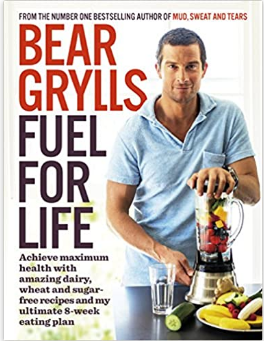 FROM THE NUMBER ONE BESTSELLING AUTHOR OF MUD, SWEAT AND TEARS
BEAR
GRYLLS
FUEL
FOR
LIFE
Achieve maximum
health with
amazing dairy,
wheat and sugar-
free recipes and my
ultimate 8-week
eating plan